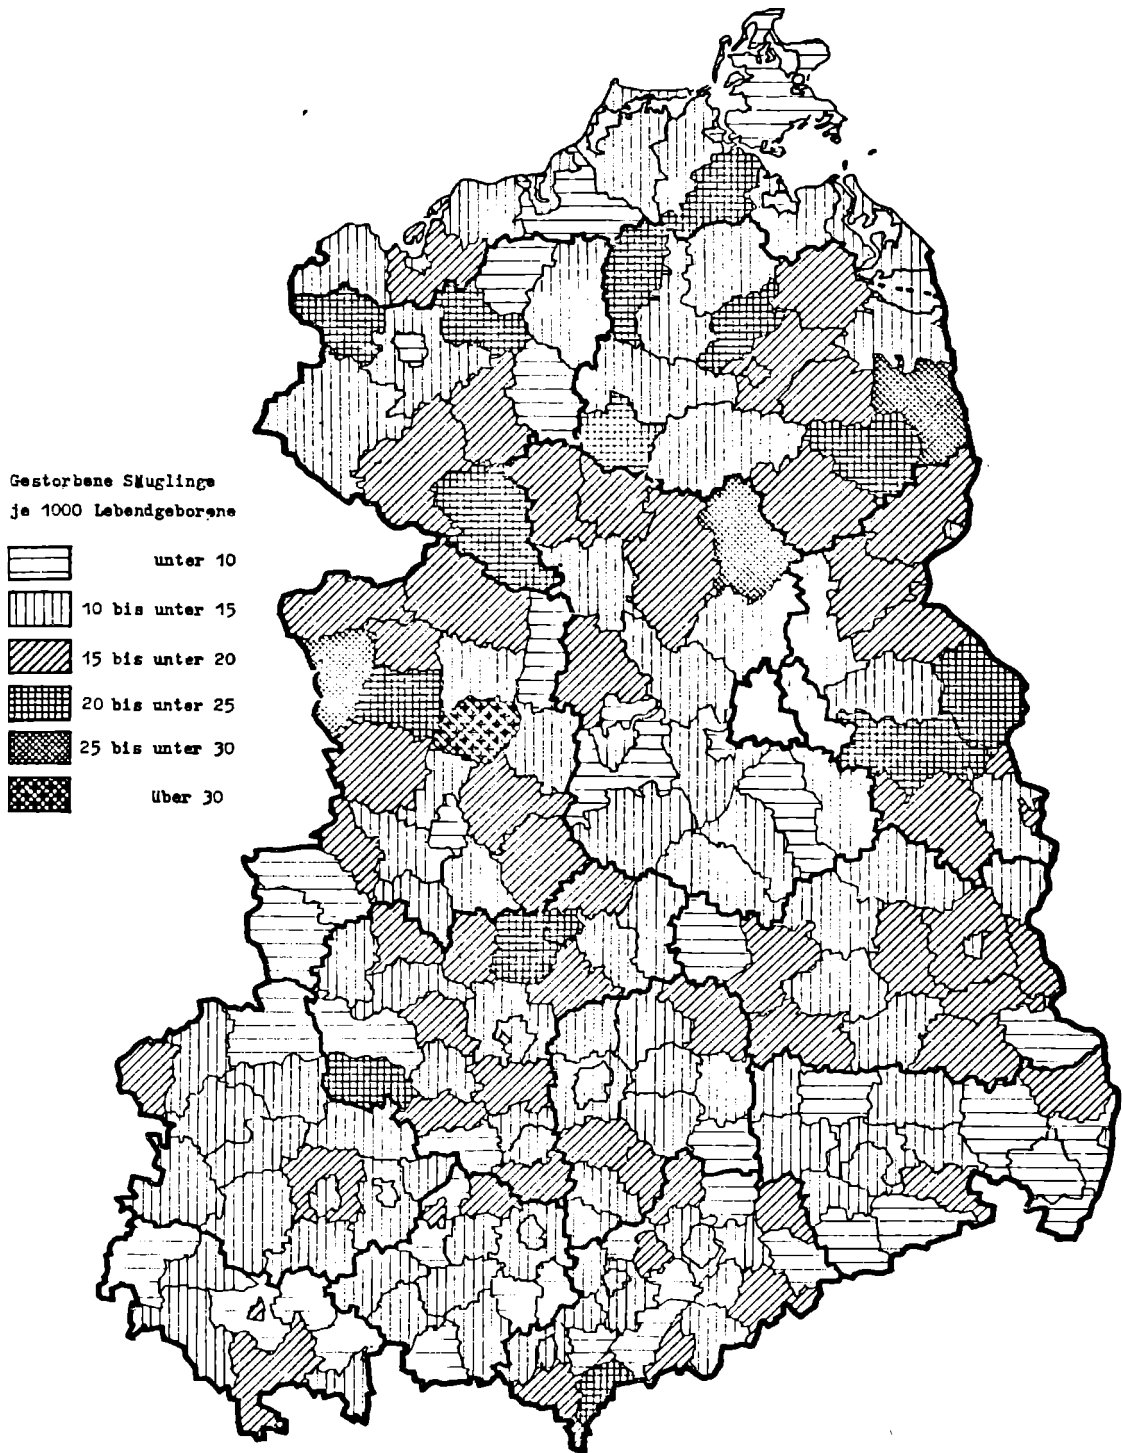 Gestorbene Säuglinge
je 1000 Lebendgeborene
unter 10
10 bis unter 15
15 bis unter 20
20 bis unter 25
25 bis unter 30
über 30